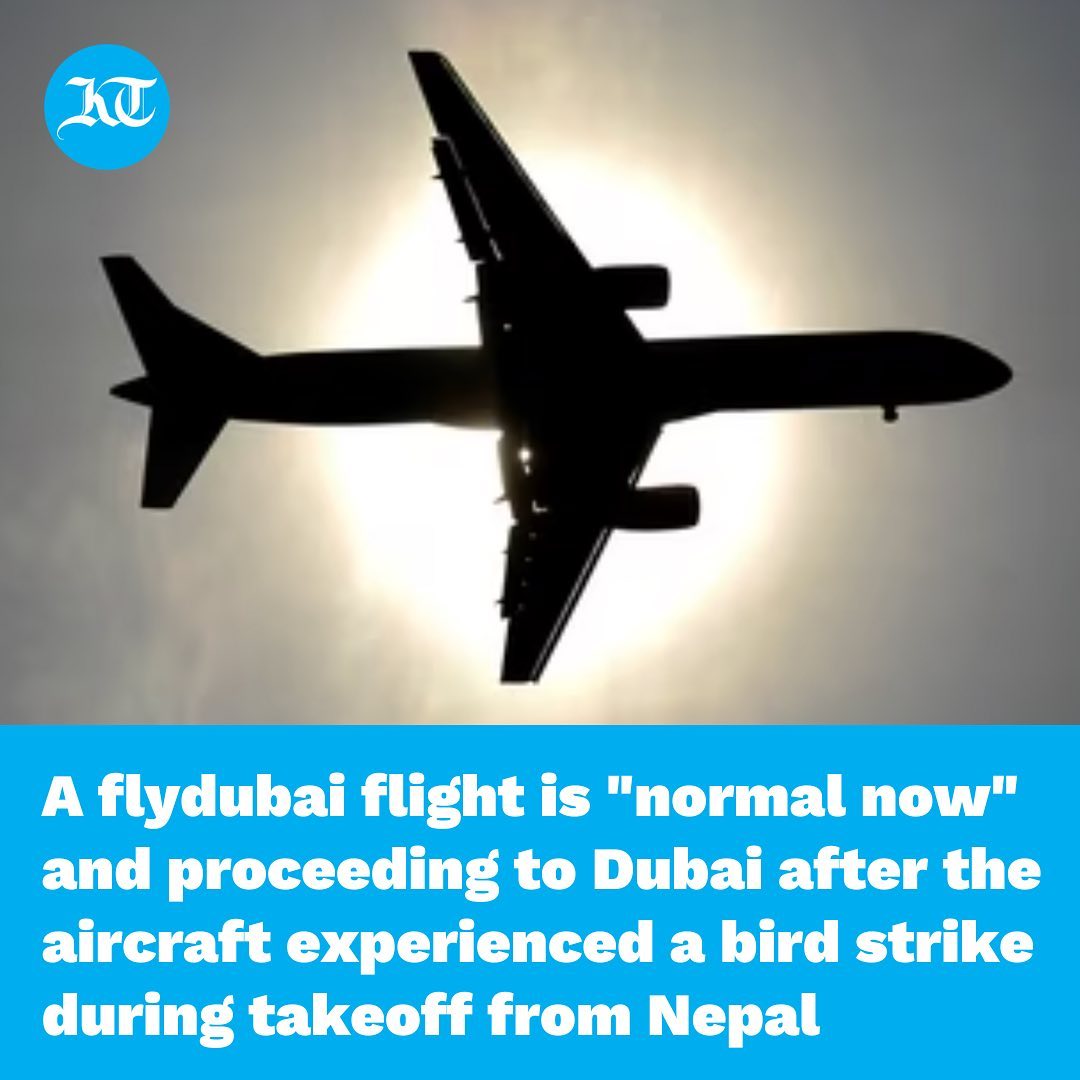 KT
A flydubai flight is "normal now"
and proceeding to Dubai after the
aircraft experienced a bird strike
during takeoff from Nepal